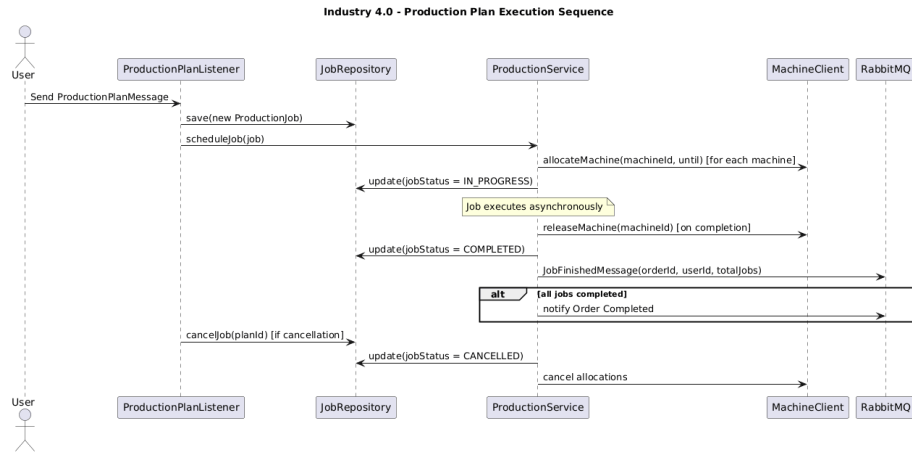 Industry 4.0 - Production Plan Execution Sequence
User
ProductionPlanListener
JobRepository
ProductionService
MachineClient
RabbitMQ
Send ProductionPlanMessage
save(new ProductionJob)
scheduleJob(job)
allocateMachine(machineId, until) [for each machine]
update(jobStatus = IN_PROGRESS)
Job executes asynchronously
releaseMachine(machineId) [on completion]
update(jobStatus = COMPLETED)
JobFinishedMessage(orderId, userId, totalJobs)
alt [all jobs completed]
notify Order Completed
cancelJob(planId) [if cancellation]
update(jobStatus = CANCELLED)
cancel allocations
User
ProductionPlanListener
JobRepository
ProductionService
MachineClient
RabbitMQ